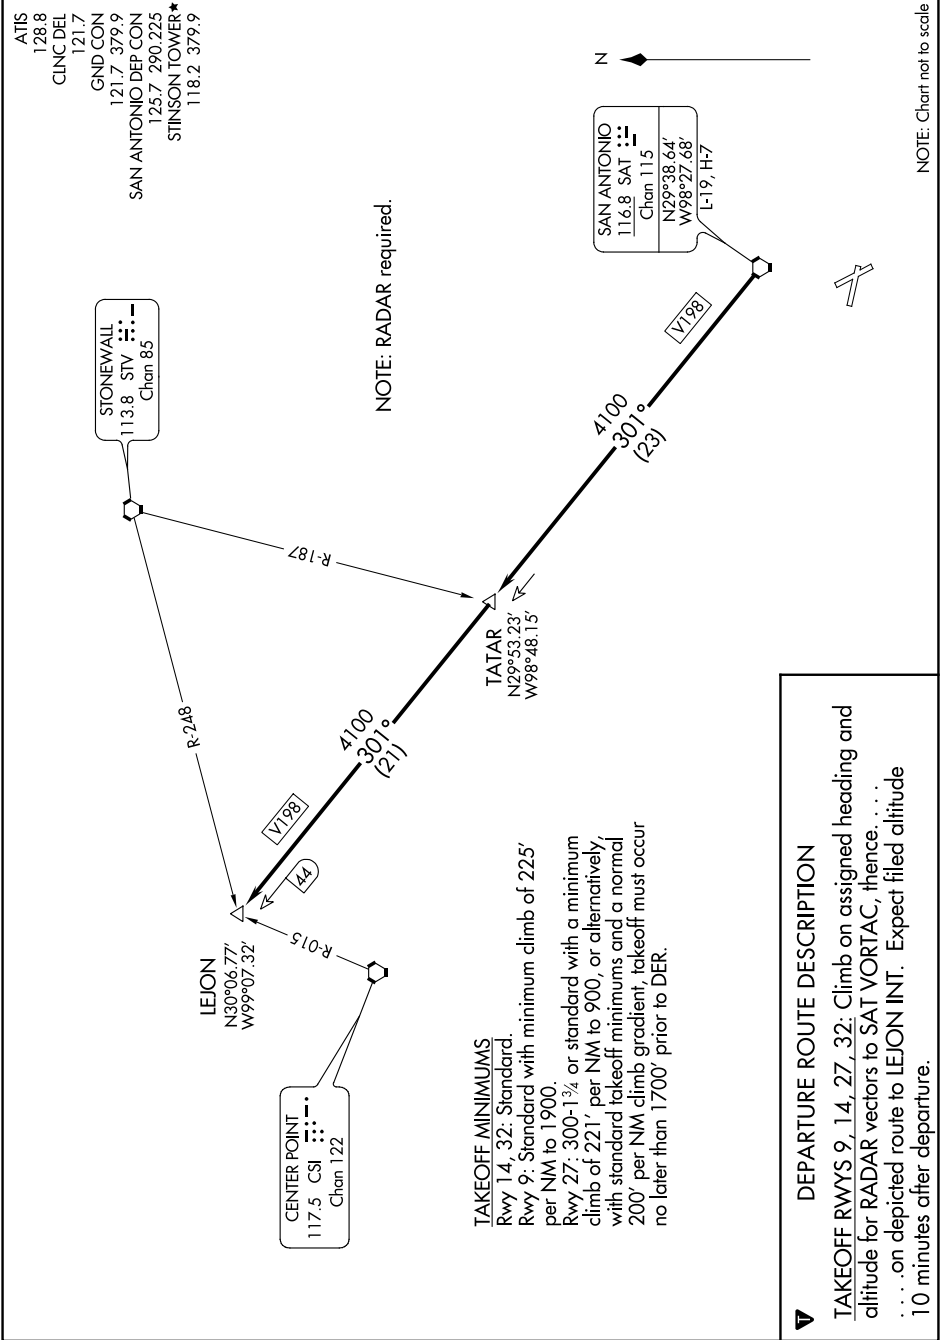 ATIS
128.8
CLNC DEL
121.7
GND CON
121.7 379.9
SAN ANTONIO DEP CON
125.7 290.225
STINSON TOWER★
118.2 379.9
STONEWALL
113.8 STV
Chan 85
NOTE: RADAR required.
N
SAN ANTONIO
116.8 SAT
Chan 115
N29°38.64′
W98°27.68′
L-19, H-7
V198
4100
301°
(23)
R-187
TATAR
N29°53.23′
W98°48.15′
R-248
4100
301°
(21)
V198
44
LEJON
N30°06.77′
W99°07.32′
R-015
CENTER POINT
117.5 CSI
Chan 122
TAKEOFF MINIMUMS
Rwy 14, 32: Standard.
Rwy 9: Standard with minimum climb of 225′
per NM to 1900.
Rwy 27: 300-1¾ or standard with a minimum
climb of 221′ per NM to 900, or alternatively,
with standard takeoff minimums and a normal
200′ per NM climb gradient, takeoff must occur
no later than 1700′ prior to DER.
NOTE: Chart not to scale
T
DEPARTURE ROUTE DESCRIPTION
TAKEOFF RWYS 9, 14, 27, 32: Climb on assigned heading and
altitude for RADAR vectors to SAT VORTAC, thence. . . .
. . . .on depicted route to LEJON INT. Expect filed altitude
10 minutes after departure.